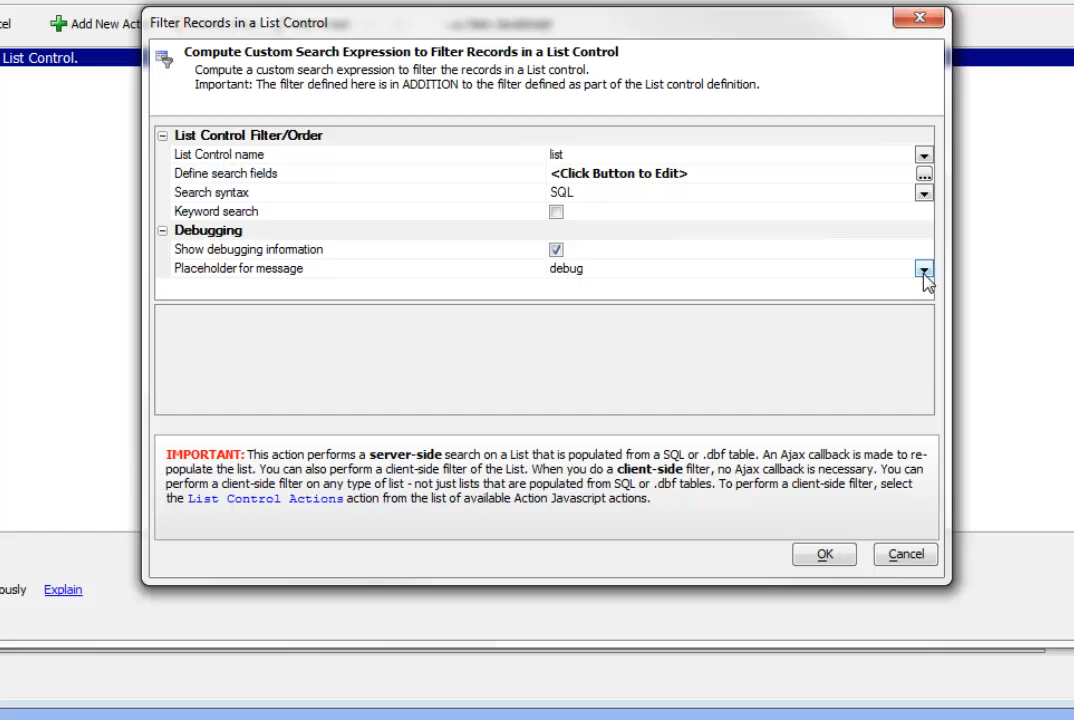 cel
Add New Act
Filter Records in a List Control
List Control.
Compute Custom Search Expression to Filter Records in a List Control
Compute a custom search expression to filter the records in a List control.
Important: The filter defined here is in ADDITION to the filter defined as part of the List control definition.
List Control Filter/Order
List Control name list
Define search fields <Click Button to Edit> ...
Search syntax SQL
Keyword search
Debugging
Show debugging information
Placeholder for message debug
IMPORTANT: This action performs a server-side search on a List that is populated from a SQL or .dbf table. An Ajax callback is made to re-
populate the list. You can also perform a client-side filter of the List. When you do a client-side filter, no Ajax callback is necessary. You can
perform a client-side filter on any type of list - not just lists that are populated from SQL or .dbf tables. To perform a client-side filter, select
the List Control Actions action from the list of available Action Javascript actions.
OK Cancel
ously Explain